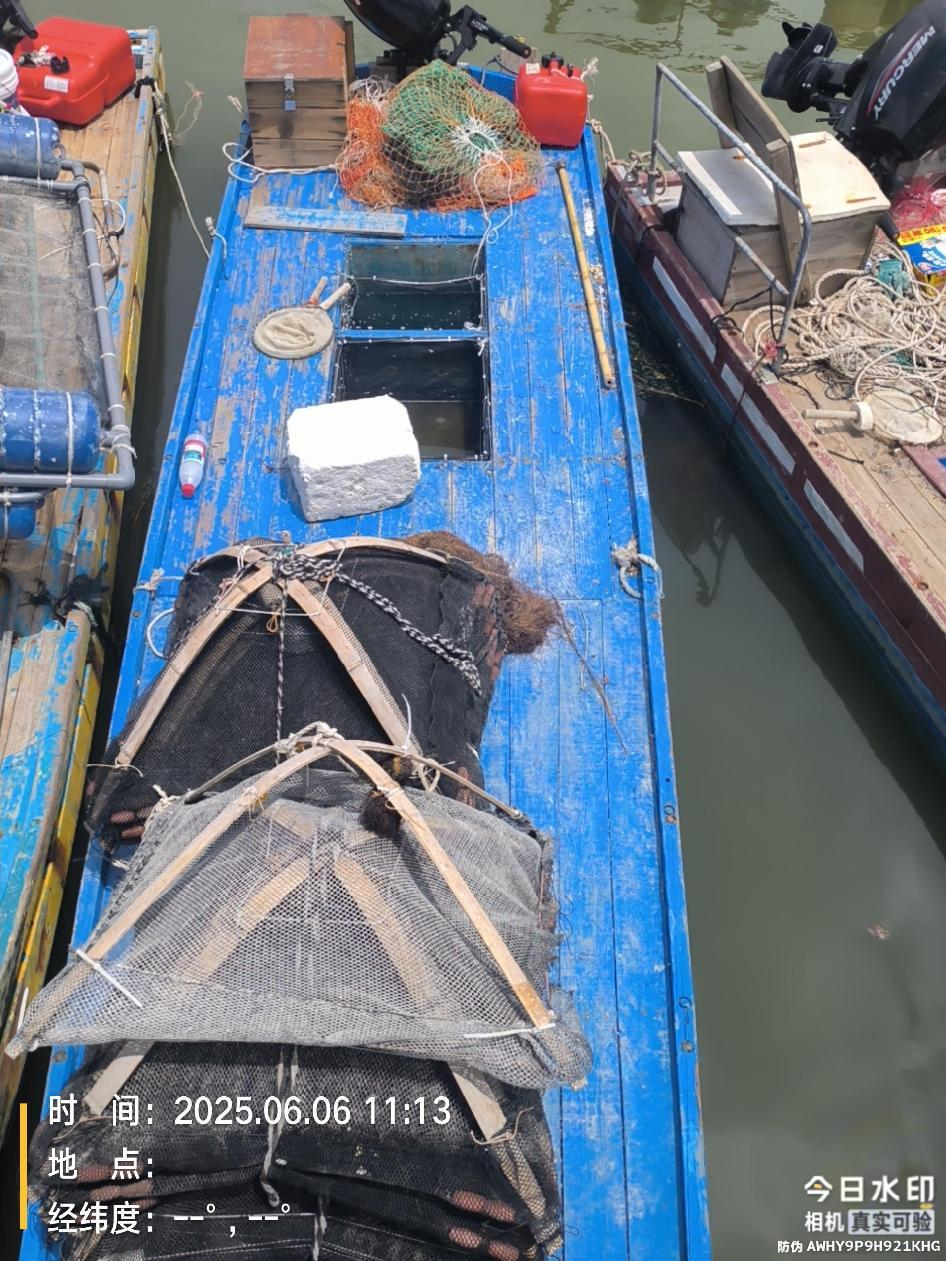 MERCURY
时 间：2025.06.06 11:13
地 点：
经纬度：--°，--°
今日水印
相机 真实可验
防伪 AWHY9P9H921KHG